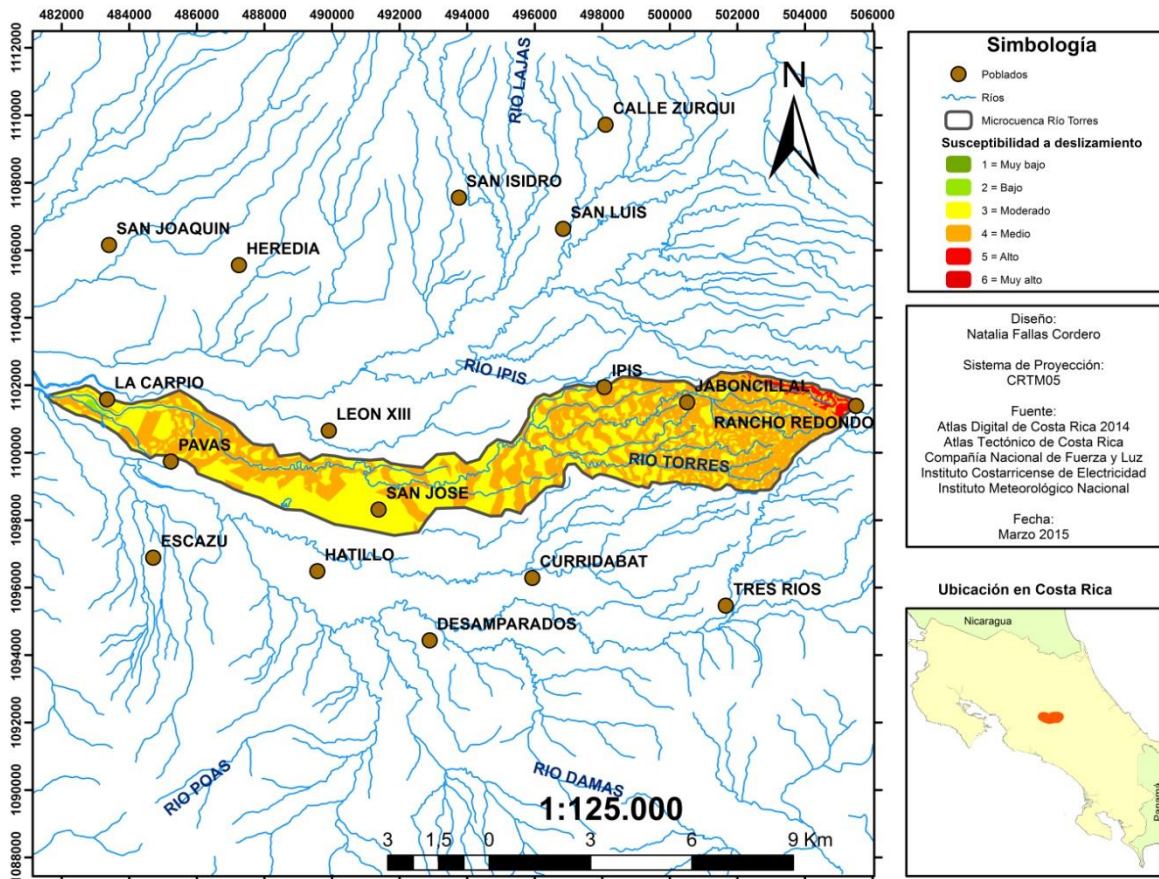 482000 484000 486000 488000 490000 492000 494000 496000 498000 500000 502000 504000 506000
1112000
1110000
1108000
1106000
1104000
1102000
1100000
1098000
1096000
1094000
1092000
1090000
1088000
RIO LAJAS
N
CALLE ZURQUI
SAN ISIDRO
SAN LUIS
SAN JOAQUIN
HEREDIA
RIO IPIS
IPIS
LA CARPIO
JABONCILLAL
LEON XIII
RANCHO REDONDO
PAVAS
RIO TORRES
SAN JOSE
ESCAZU
HATILLO
CURRIDABAT
TRES RIOS
DESAMPARADOS
RIO POAS
RIO DAMAS
1:125.000
3 1,5 0 3 6 9 Km
Simbología
Poblados
Ríos
Microcuenca Río Torres
Susceptibilidad a deslizamiento
1 = Muy bajo
2 = Bajo
3 = Moderado
4 = Medio
5 = Alto
6 = Muy alto
Diseño:
Natalia Fallas Cordero
Sistema de Proyección:
CRTM05
Fuente:
Atlas Digital de Costa Rica 2014
Atlas Tectónico de Costa Rica
Compañía Nacional de Fuerza y Luz
Instituto Costarricense de Electricidad
Instituto Meteorológico Nacional
Fecha:
Marzo 2015
Ubicación en Costa Rica
Nicaragua
Panamá